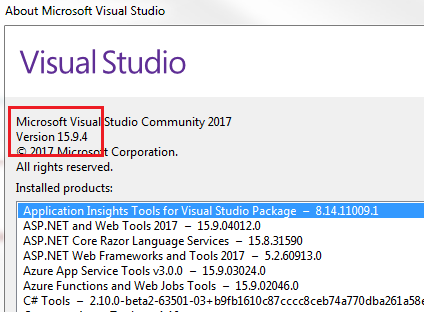 About Microsoft Visual Studio
Visual Studio
Microsoft Visual Studio Community 2017
Version 15.9.4
© 2017 Microsoft Corporation.
All rights reserved.
Installed products:
Application Insights Tools for Visual Studio Package – 8.14.11009.1
ASP.NET and Web Tools 2017 – 15.9.04012.0
ASP.NET Core Razor Language Services – 15.8.31590
ASP.NET Web Frameworks and Tools 2017 – 5.2.60913.0
Azure App Service Tools v3.0.0 – 15.9.03024.0
Azure Functions and Web Jobs Tools – 15.9.02046.0
C# Tools – 2.10.0-beta2-63501-03+b9fb1610c87cccc8ceb74a770dba261a58e